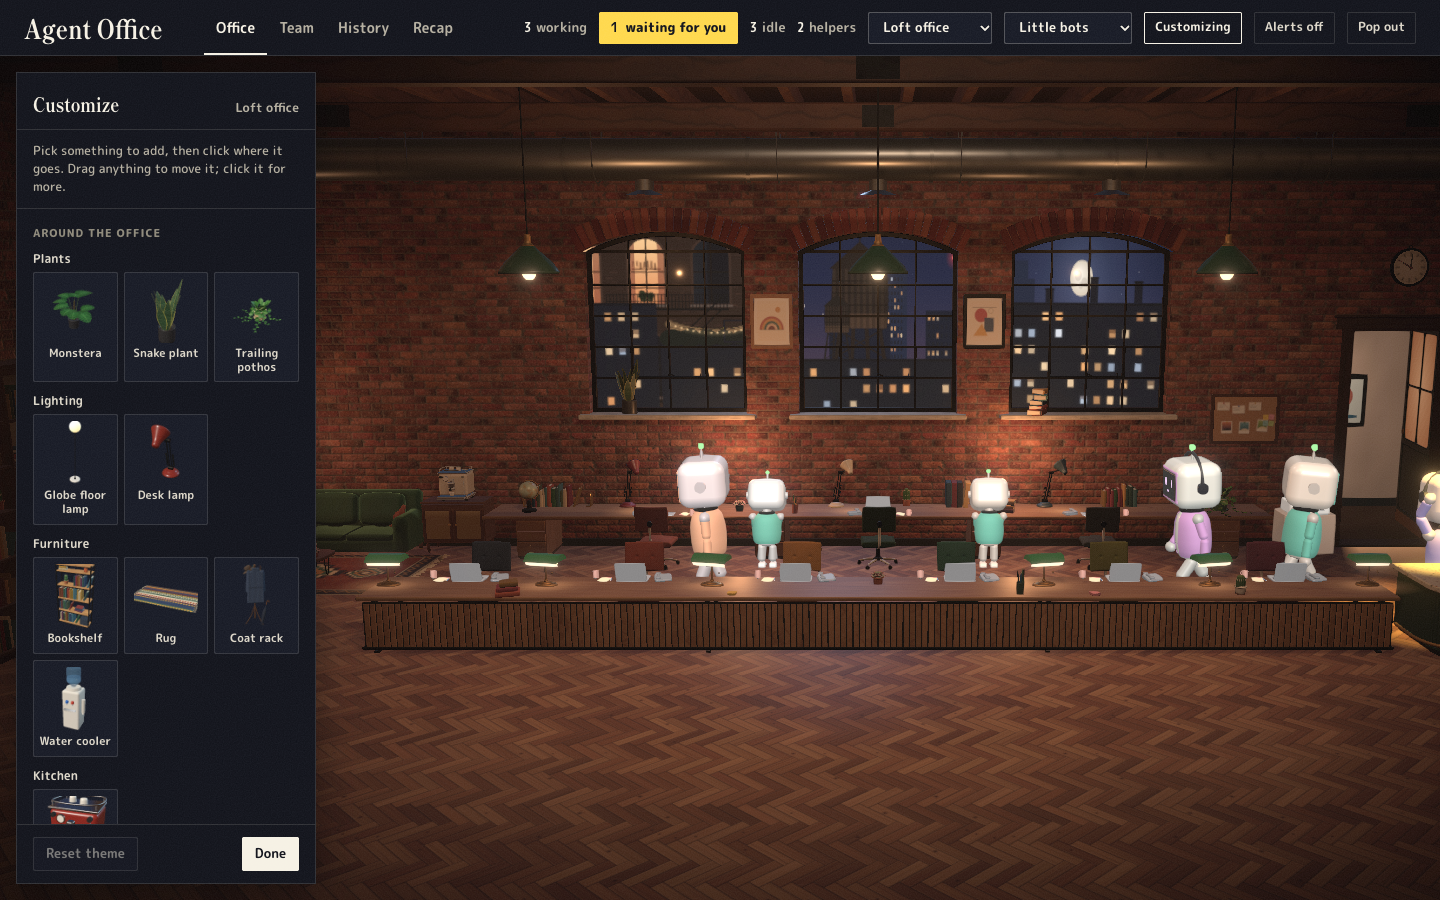 Agent Office
Office
Team
History
Recap
3 working
1 waiting for you
3 idle
2 helpers
Loft office
Little bots
Customizing
Alerts off
Pop out
Customize
Loft office
Pick something to add, then click where it
goes. Drag anything to move it; click it for
more.
AROUND THE OFFICE
Plants
Monstera
Snake plant
Trailing
pothos
Lighting
Globe floor
lamp
Desk lamp
Furniture
Bookshelf
Rug
Coat rack
Water cooler
Kitchen
Reset theme
Done